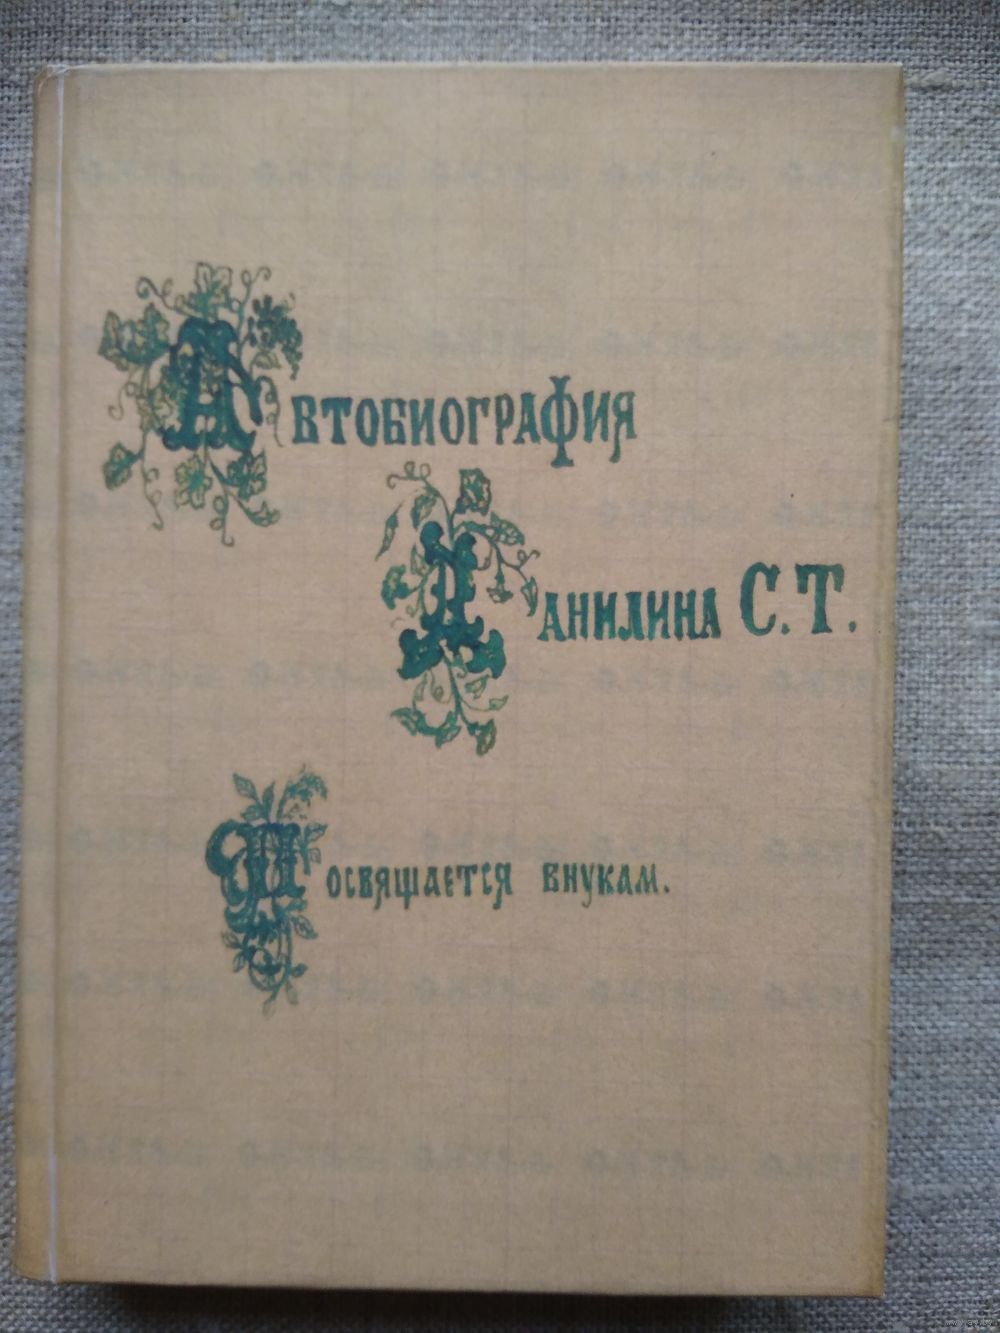 Автобиография
Данилина С.Т.
Посвящается внукам.